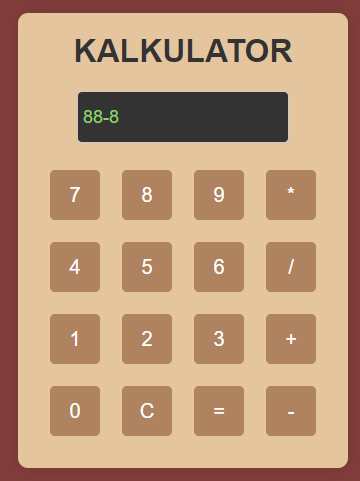 KALKULATOR
88-8
7 8 9 *
4 5 6 /
1 2 3 +
0 C = -